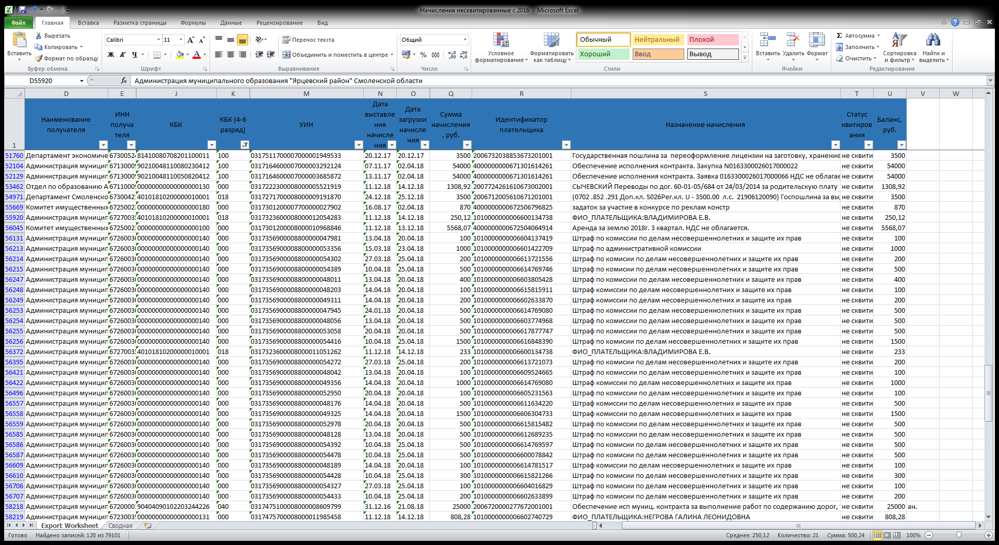 Начисления несквитированные с 2016 - Microsoft Excel
Файл Главная Вставка Разметка страницы Формулы Данные Рецензирование Вид
Вставить
Вырезать
Копировать
Формат по образцу
Буфер обмена
Calibri 11
Ж К Ч
Шрифт
Перенос текста
Объединить и поместить в центре
Выравнивание
Общий
% 000
Число
Условное форматирование
Форматировать как таблицу
Обычный Нейтральный Плохой
Хороший Ввод Вывод
Стили
Вставить Удалить Формат
Ячейки
Автосумма
Заполнить
Очистить
Сортировка и фильтр
Найти и выделить
Редактирование
D55920 fx Администрация муниципального образования "Ярцевский район" Смоленской области
D E J K M N O Q R S T U V W
1 Наименование получателя ИНН получателя КБК КБК (4-6 разряд) УИН Дата выставления начисления Дата загрузки начисления Сумма начисления, руб. Идентификатор плательщика Назначение начисления Статус квитирования Баланс, руб.
51760 Департамент экономиче 6730052 81410080708201100011 100 0317511700007000001949533 20.12.17 20.12.17 3500 2006732038853673201001 Государственная пошлина за переоформление лицензии на заготовку, хранение не сквити 3500
52104 Администрация муницип 6713000 90210048110080230412 100 0317164600007000003292124 07.11.17 02.04.18 54000 4000000000671301614261 Обеспечение исполнения контракта. Закупка N0163300026017000022 не сквити 54000
52129 Администрация муницип 6713000 90210048110050820412 100 0317164600007000003685872 13.11.17 02.04.18 54000 4000000000671301614261 Обеспечение исполнения контракта. Заявка 0163300026017000066 НДС не облагае не сквити 54000
53462 Отдел по образованию А 6711000 00000000000000000130 000 0317222300008000005521919 11.12.18 14.12.18 1308,92 2007724261610673002001 СЫЧЕВСКИЙ Переводы по дог. 60-01-05/684 от 24/03/2014 за родительскую плату не сквити 1308,92
54971 Департамент Смоленско 6730042 40101810200000010001 018 0317271700008000009191870 24.12.18 25.12.18 3500 2006712005610671201001 (0702 .852 .291 Доп.кл. S026Рег.кл. U - 3500.00 л.с. 21906120090) Госпошлина за вы не сквити 3500
55669 Комитет имущественных 6725002 00000000000000000180 000 0317301200007700000027902 16.08.17 02.04.18 870 4000000000672506796825 задаток за участие в конкурсе по реклам констр не сквити 870
55920 Администрация муницип 6727003 40101810200000010001 018 0317323600008000012054283 11.12.18 14.12.18 250,12 1010000000006600134738 ФИО_ПЛАТЕЛЬЩИКА:ВЛАДИМИРОВА Е.В. не сквити 250,12
56045 Комитет имущественных 6725002 00000000000000000100 000 0317301200008000010968846 11.12.18 13.12.18 5568,07 4000000000672504064914 Аренда за землю 2018г. 3 квартал. НДС не облагается. не сквити 5568,07
56131 Администрация муницип 6726003 00000000000000000140 000 0317356900008800000047981 13.04.18 20.04.18 100 1010000000006604137419 Штраф по комиссии по делам несовершеннолетних и защите их прав не сквити 100
56213 Администрация муницип 6726003 00000000000000000140 000 0317356900008800000053356 15.03.18 23.04.18 1000 1010000000006601422709 Штраф по административной комиссии не сквити 1000
56214 Администрация муницип 6726003 00000000000000000140 000 0317356900008800000054302 27.03.18 25.04.18 200 1010000000006613721556 Штраф по комисии по делам несовершеннолетних и защите их прав не сквити 200
56215 Администрация муницип 6726003 00000000000000000140 000 0317356900008800000054389 10.04.18 25.04.18 500 1010000000006614769746 Штраф по комисии по делам несовершеннолетних и защите их прав не сквити 500
56247 Администрация муницип 6726003 00000000000000000140 000 0317356900008800000048011 13.04.18 20.04.18 400 1010000000006603805428 Штраф по комиссии по делам несовершеннолетних и защите их прав не сквити 400
56248 Администрация муницип 6726003 00000000000000000140 000 0317356900008800000048203 14.04.18 20.04.18 100 1010000000006615815911 Штраф комиссии по делам несовершеннолетних и защите их прав не сквити 100
56249 Администрация муницип 6726003 00000000000000000140 000 0317356900008800000049311 14.04.18 20.04.18 200 1010000000006602633870 Штраф комиссии по делам несовершеннолетних и защите их прав не сквити 200
56253 Администрация муницип 6726003 00000000000000000140 000 0317356900008800000047945 24.01.18 20.04.18 500 1010000000006614769080 Штраф по комиссии по делам несовершеннолетних и защите их прав не сквити 500
56254 Администрация муницип 6726003 00000000000000000140 000 0317356900008800000048056 13.04.18 20.04.18 500 1010000000006603774968 Штраф по комиссии по делам несовершеннолетних и защите их прав не сквити 500
56255 Администрация муницип 6726003 00000000000000000140 000 0317356900008800000053058 20.04.18 20.04.18 500 1010000000006617877747 Штраф по комиссии по делам несовершеннолетних и защите их прав не сквити 500
56256 Администрация муницип 6726003 00000000000000000140 000 0317356900008800000054416 10.04.18 25.04.18 1500 1010000000006616848390 Штраф по комисии по делам несовершеннолетних и защите их прав не сквити 1500
56372 Администрация муницип 6727003 40101810200000010001 018 0317323600008000011051262 11.12.18 14.12.18 233 1010000000006600134738 ФИО_ПЛАТЕЛЬЩИКА:ВЛАДИМИРОВА Е.В. не сквити 233
56395 Администрация муницип 6726003 00000000000000000140 000 0317356900008800000054272 27.03.18 25.04.18 200 1010000000006613721073 Штраф по комисии по делам несовершеннолетних и защите их прав не сквити 200
56421 Администрация муницип 6726003 00000000000000000140 000 0317356900008800000048042 13.04.18 20.04.18 100 1010000000006609524665 Штраф по комиссии по делам несовершеннолетних и защите их прав не сквити 100
56422 Администрация муницип 6726003 00000000000000000140 000 0317356900008800000049356 14.04.18 20.04.18 1000 1010000000006614769080 Штраф комиссии по делам несовершеннолетних и защите их прав не сквити 1000
56496 Администрация муницип 6726003 00000000000000000140 000 0317356900008800000052950 20.04.18 20.04.18 100 1010000000006605231563 Штраф по комиссии по делам несовершеннолетних и защите их прав не сквити 100
56557 Администрация муницип 6726003 00000000000000000140 000 0317356900008800000048176 14.04.18 20.04.18 500 1010000000006611634220 Штраф комиссии по делам несовершеннолетних и защите их прав не сквити 500
56558 Администрация муницип 6726003 00000000000000000140 000 0317356900008800000049325 14.04.18 20.04.18 1500 1010000000006606304733 Штраф комиссии по делам несовершеннолетних и защите их прав не сквити 1500
56559 Администрация муницип 6726003 00000000000000000140 000 0317356900008800000052978 20.04.18 20.04.18 500 1010000000006615815482 Штраф по комиссии по делам несовершеннолетних и защите их прав не сквити 500
56585 Администрация муницип 6726003 00000000000000000140 000 0317356900008800000048128 13.04.18 20.04.18 500 1010000000006612689235 Штраф по комиссии по делам несовершеннолетних и защите их прав не сквити 500
56586 Администрация муницип 6726003 00000000000000000140 000 0317356900008800000054392 10.04.18 25.04.18 500 1010000000006614769597 Штраф по комисии по делам несовершеннолетних и защите их прав не сквити 500
56587 Администрация муницип 6726003 00000000000000000140 000 0317356900008800000054478 10.04.18 25.04.18 500 1010000000006600078842 Штраф по комисии по делам несовершеннолетних и защите их прав не сквити 500
56609 Администрация муницип 6726003 00000000000000000140 000 0317356900008800000048189 14.04.18 20.04.18 100 1010000000006614781517 Штраф комиссии по делам несовершеннолетних и защите их прав не сквити 100
56610 Администрация муницип 6726003 00000000000000000140 000 0317356900008800000054428 10.04.18 25.04.18 300 1010000000006615821266 Штраф по комисии по делам несовершеннолетних и защите их прав не сквити 300
56706 Администрация муницип 6726003 00000000000000000140 000 0317356900008800000054327 27.03.18 25.04.18 100 1010000000006604016829 Штраф по комисии по делам несовершеннолетних и защите их прав не сквити 100
56707 Администрация муницип 6726003 00000000000000000140 000 0317356900008800000054433 10.04.18 25.04.18 200 1010000000006602633899 Штраф по комисии по делам несовершеннолетних и защите их прав не сквити 200
58218 Администрация муницип 6720000 90404090102203244226 040 0317475100008000008609799 31.12.16 21.08.18 25000 2006720000277672001001 Обеспечение исп муниц. контракта за выполнение работ по содержанию дорог, не сквити 25000 ан.
58219 Администрация муницип 6723003 00000000000000000131 000 0317475700008000011985458 11.12.18 14.12.18 808,28 1010000000006602740729 ФИО_ПЛАТЕЛЬЩИКА:НЕГРОВА ГАЛИНА ЛЕОНИДОВНА не сквити 808,28
Export Worksheet Сводная
Готово Найдено записей: 120 из 79101 Среднее: 250,12 Количество: 21 Сумма: 500,24 100%